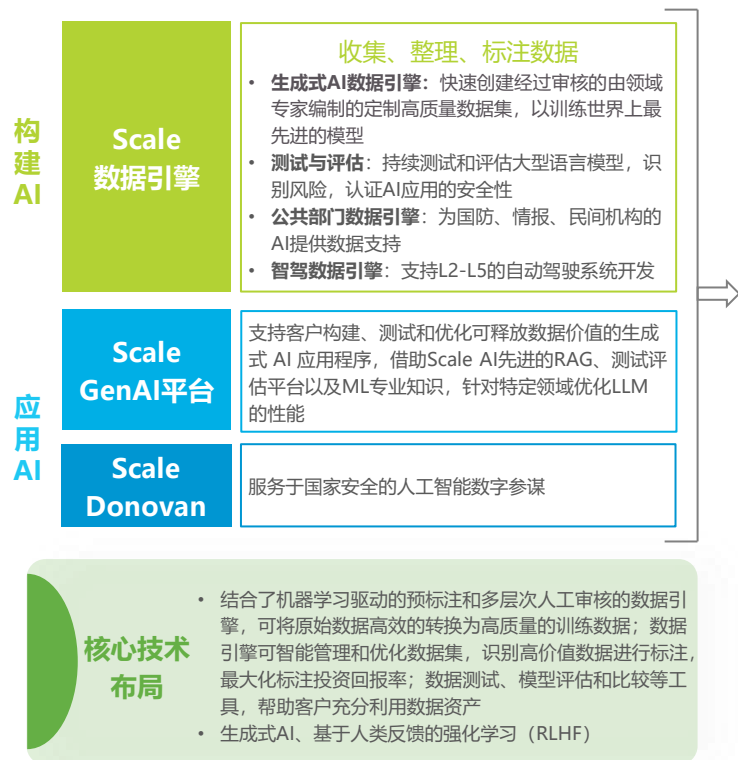 构
建
AI
Scale
数据引擎
收集、整理、标注数据
• 生成式AI数据引擎：快速创建经过审核的由领域
专家编制的定制高质量数据集，以训练世界上最
先进的模型
• 测试与评估：持续测试和评估大型语言模型，识
别风险，认证AI应用的安全性
• 公共部门数据引擎：为国防、情报、民间机构的
AI提供数据支持
• 智驾数据引擎：支持L2-L5的自动驾驶系统开发
应
用
AI
Scale
GenAI平台
支持客户构建、测试和优化可释放数据价值的生成
式 AI 应用程序，借助Scale AI先进的RAG、测试评
估平台以及ML专业知识，针对特定领域优化LLM
的性能
Scale
Donovan
服务于国家安全的人工智能数字参谋
核心技术
布局
• 结合了机器学习驱动的预标注和多层次人工审核的数据引
擎，可将原始数据高效的转换为高质量的训练数据；数据
引擎可智能管理和优化数据集，识别高价值数据进行标注，
最大化标注投资回报率；数据测试、模型评估和比较等工
具，帮助客户充分利用数据资产
• 生成式AI、基于人类反馈的强化学习（RLHF）